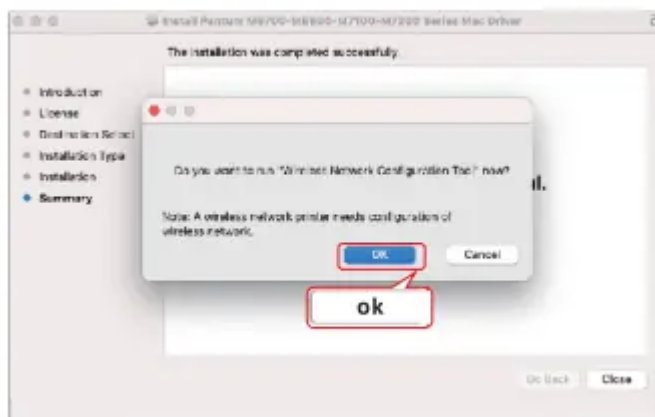 Install Pantum M6700-M6800-M7100-M7200 Series Mac Driver
The installation was completed successfully.
Introduction
License
Destination Select
Installation Type
Installation
Summary
Do you want to run "Wireless Network Configuration Tool" now?
Note: A wireless network printer needs configuration of
wireless network.
OK
Cancel
ok
Go Back
Close